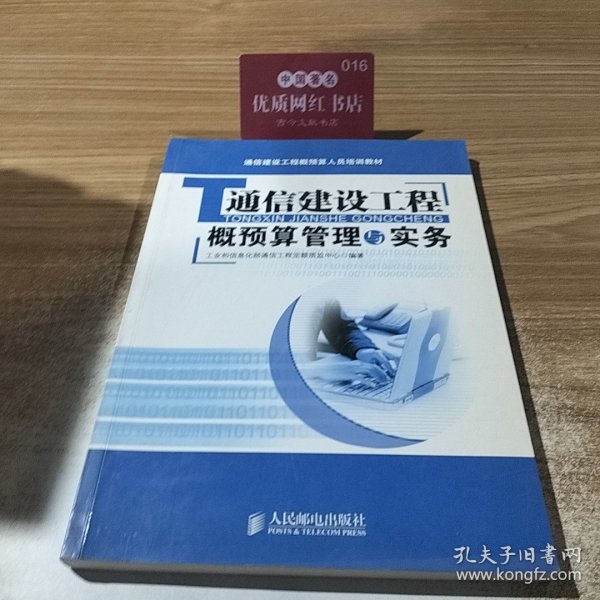 016
中国著名
优质网红书店
古今文献书店
通信建设工程概预算人员培训教材
通信建设工程
TONGXIN JIANSHE GONGCHENG
概预算管理与实务
工业和信息化部通信工程定额质监中心 编著
人民邮电出版社
POSTS & TELECOM PRESS
孔夫子旧书网
www.kongfz.com